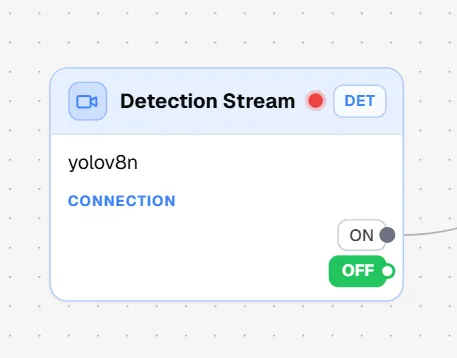 Detection Stream
DET
yolov8n
CONNECTION
ON
OFF